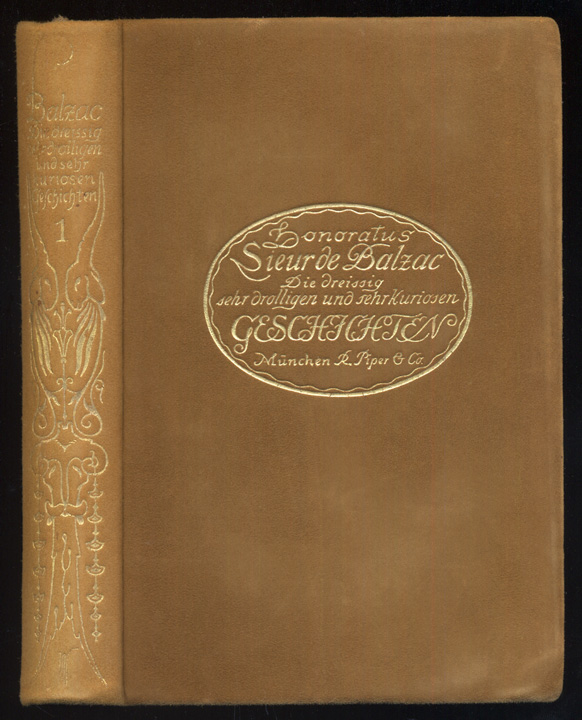 Balzac
Die dreissig
drolligen
und sehr
kuriosen
Geschichten
1
Honoratus
Sieur de Balzac
Die dreissig
sehr drolligen und sehr kuriosen
GESCHICHTEN
München R. Piper & Co.